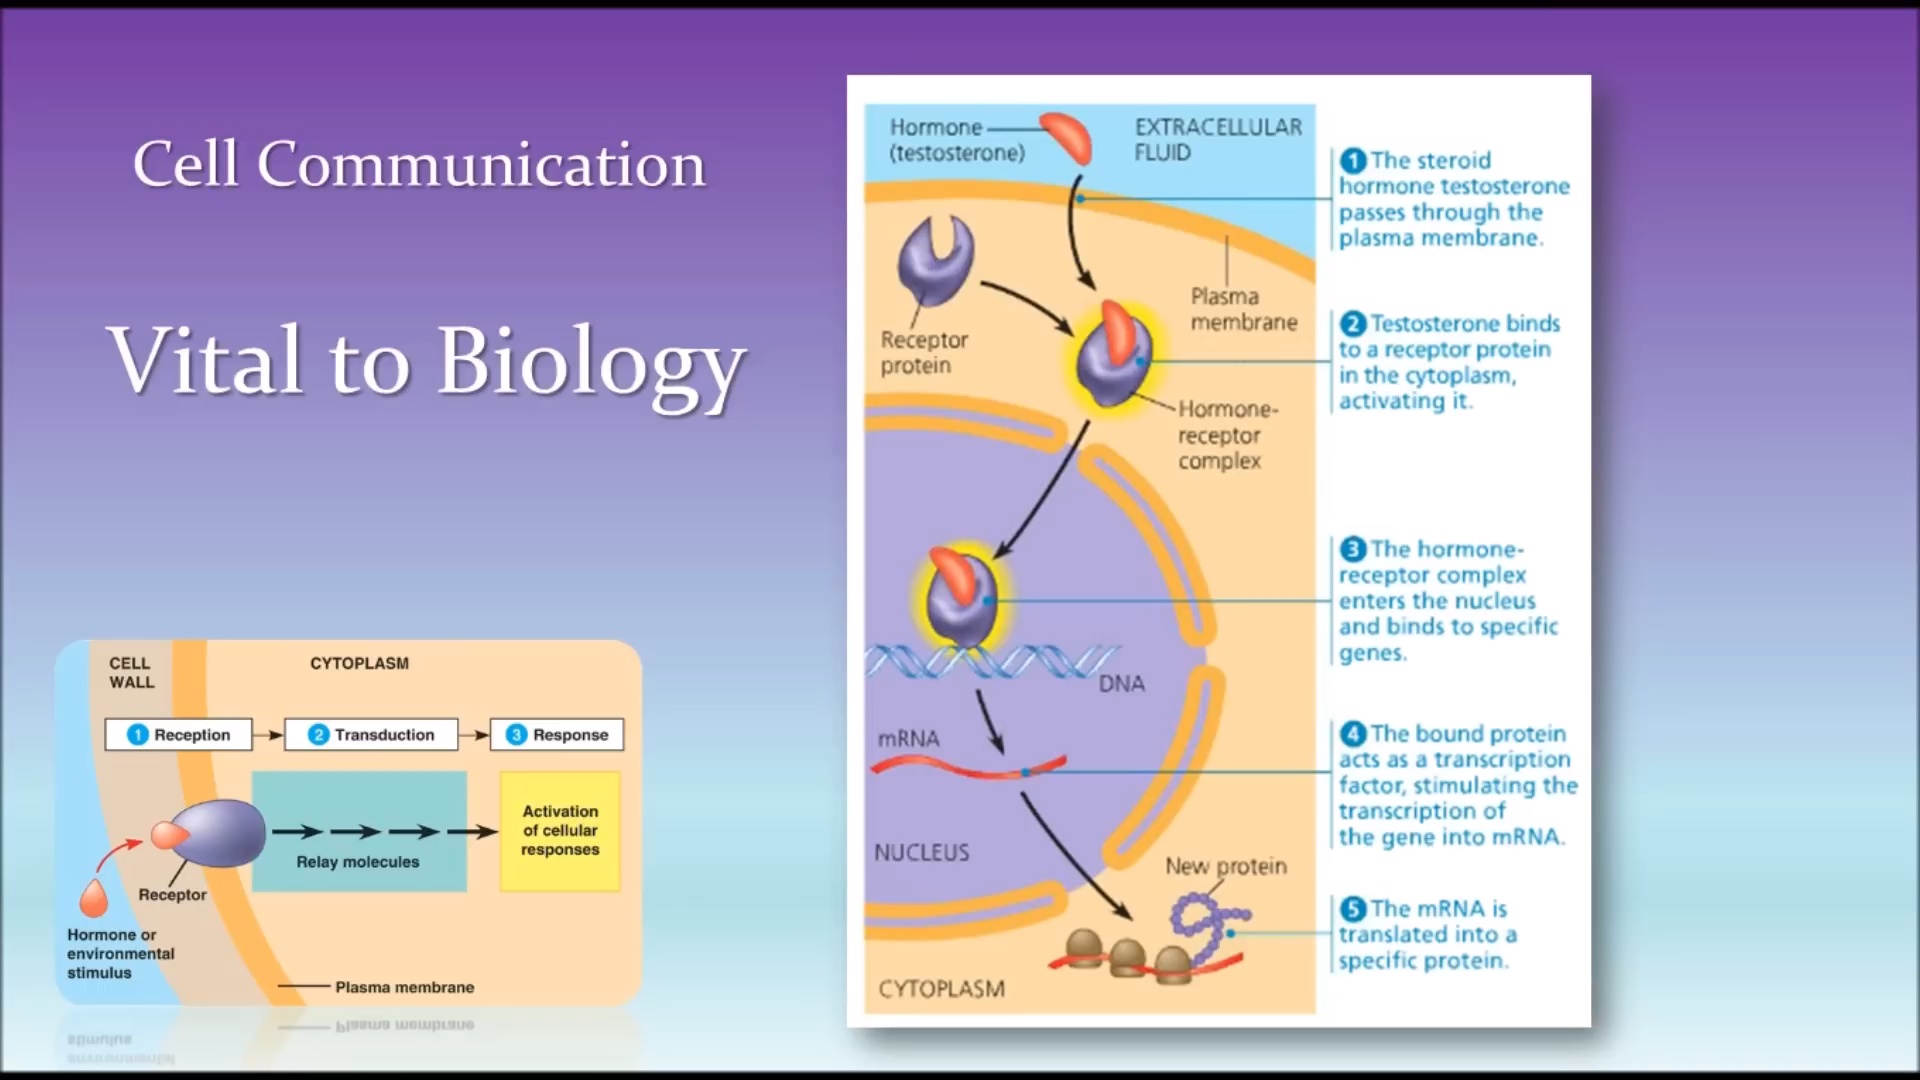 Cell Communication
Vital to Biology
CELL
WALL
CYTOPLASM
1 Reception
2 Transduction
3 Response
Activation
of cellular
responses
Relay molecules
Receptor
Hormone or
environmental
stimulus
Plasma membrane
Hormone
(testosterone)
EXTRACELLULAR
FLUID
Receptor
protein
Plasma
membrane
Hormone-
receptor
complex
DNA
mRNA
NUCLEUS
New protein
CYTOPLASM
1 The steroid
hormone testosterone
passes through the
plasma membrane.
2 Testosterone binds
to a receptor protein
in the cytoplasm,
activating it.
3 The hormone-
receptor complex
enters the nucleus
and binds to specific
genes.
4 The bound protein
acts as a transcription
factor, stimulating the
transcription of
the gene into mRNA.
5 The mRNA is
translated into a
specific protein.